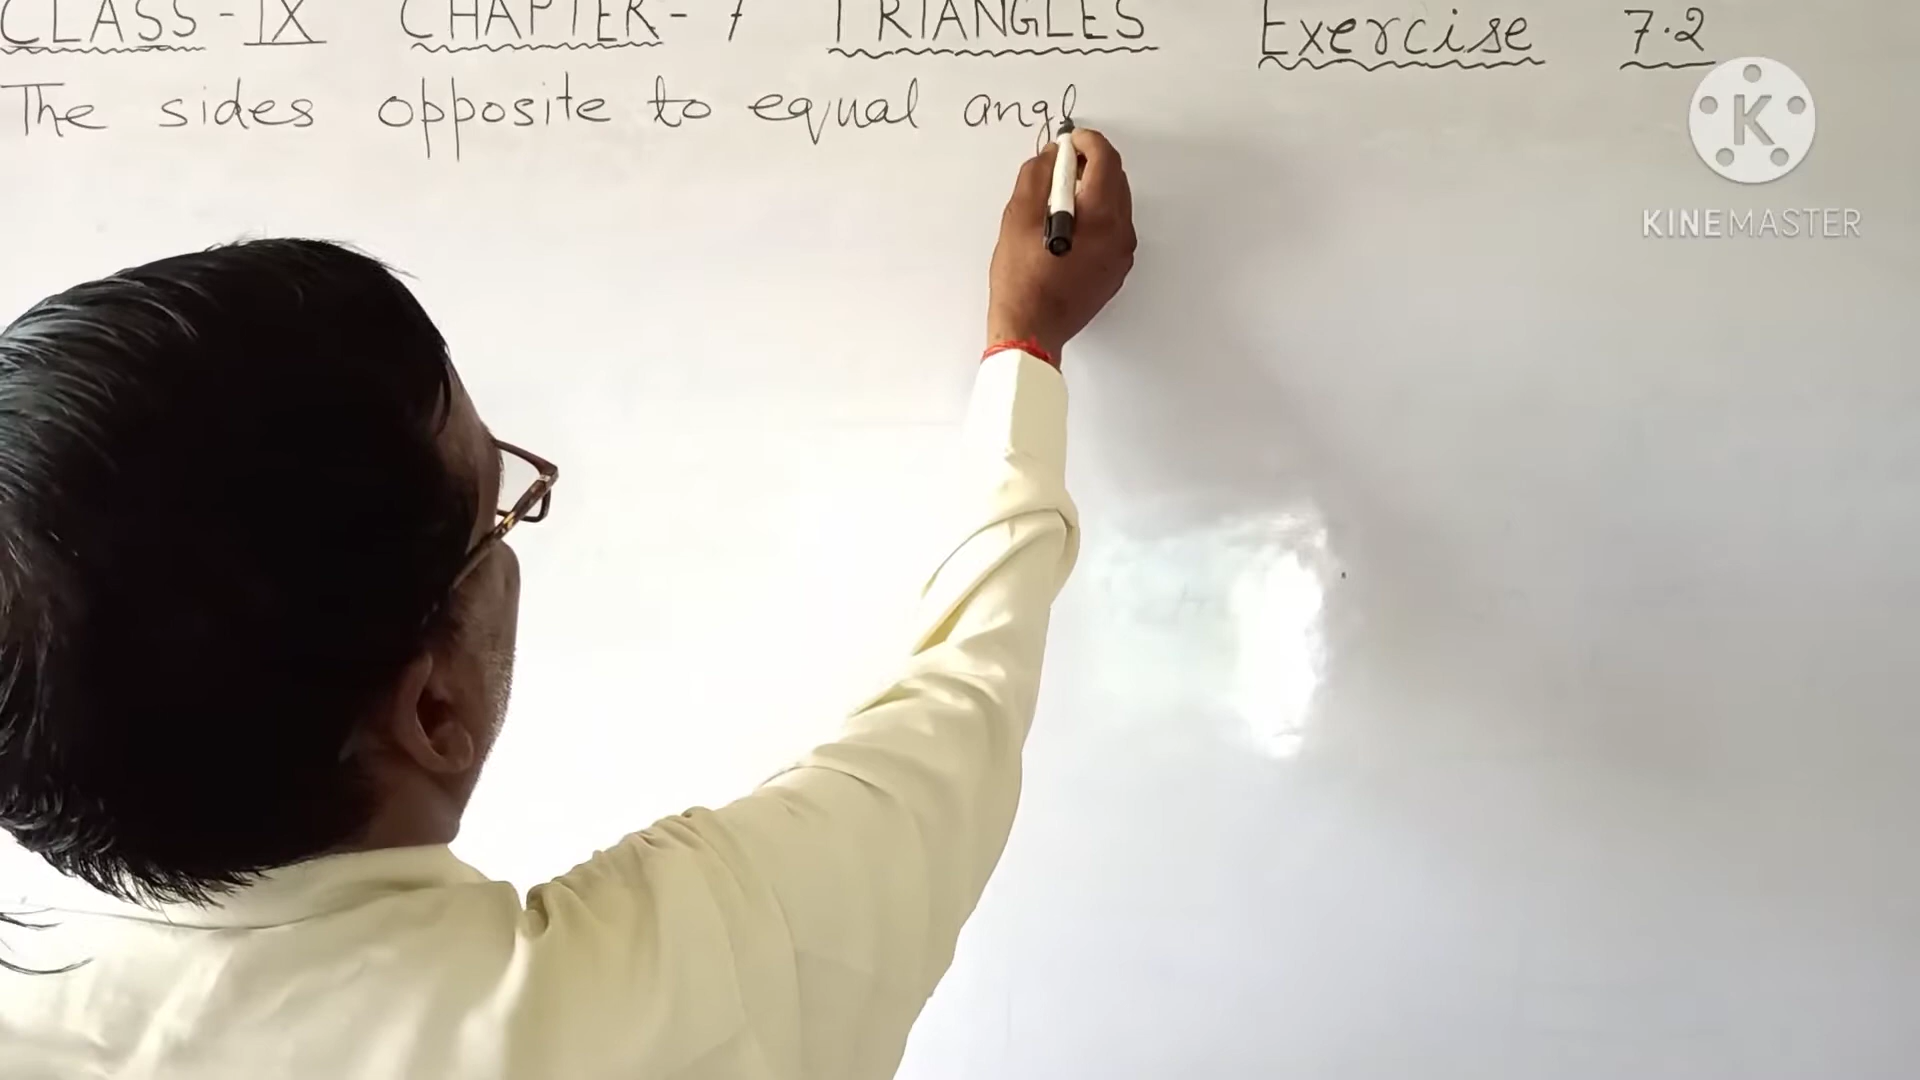 CLASS-IX CHAPTER-7 TRIANGLES Exercise 7.2
The sides opposite to equal angl
K
KINEMASTER